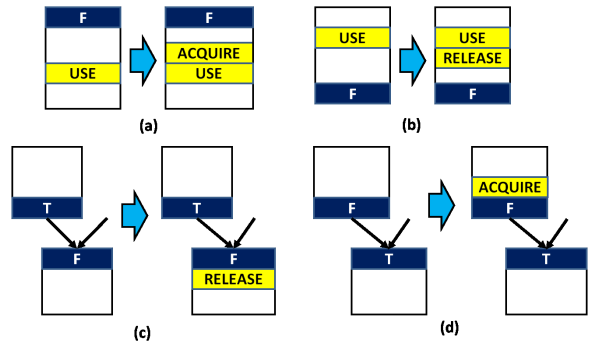 F
USE
F
ACQUIRE
USE
(a)
USE
F
USE
RELEASE
F
(b)
T
F
T
F
RELEASE
(c)
F
T
ACQUIRE
F
T
(d)